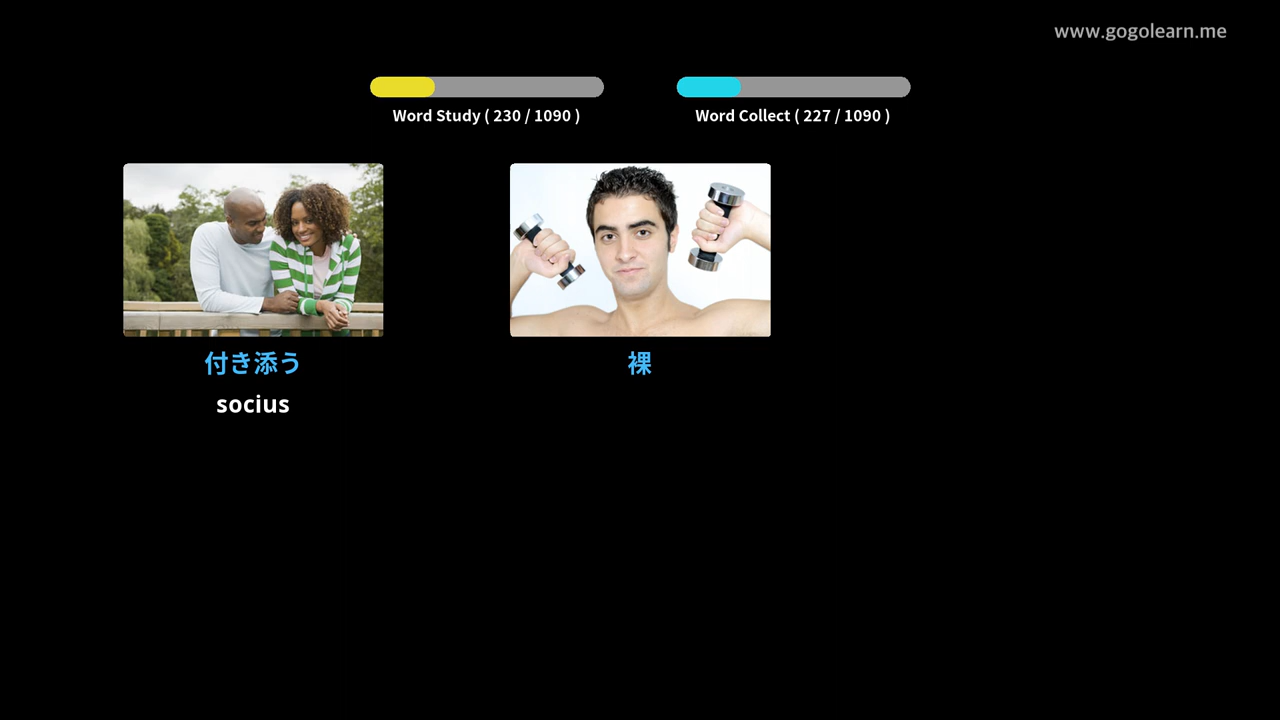 www.gogolearn.me
Word Study ( 230 / 1090 )
Word Collect ( 227 / 1090 )
付き添う
裸
socius